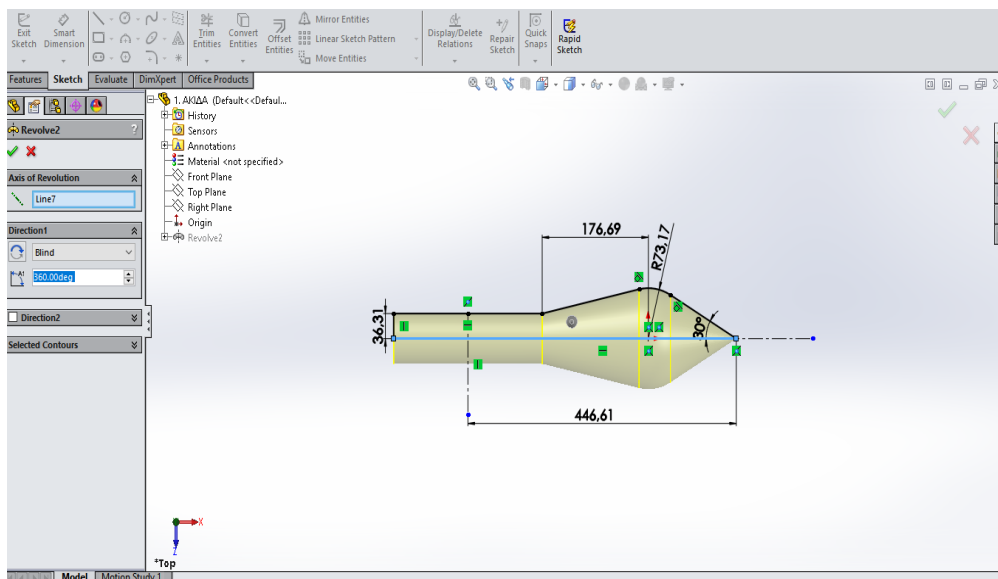 Exit Sketch
Smart Dimension
Trim Entities
Convert Entities
Offset Entities
Mirror Entities
Linear Sketch Pattern
Move Entities
Display/Delete Relations
Repair Sketch
Quick Snaps
Rapid Sketch
Features Sketch Evaluate DimXpert Office Products
Revolve2 ?
Axis of Revolution
Line7
Direction1
Blind
360.00deg
Direction2
Selected Contours
1. ΑΚΙΔΑ (Default<<Defaul...
History
Sensors
Annotations
Material <not specified>
Front Plane
Top Plane
Right Plane
Origin
Revolve2
176,69
R73,17
36,31
30°
446,61
X
Z
*Top
Model Motion Study 1